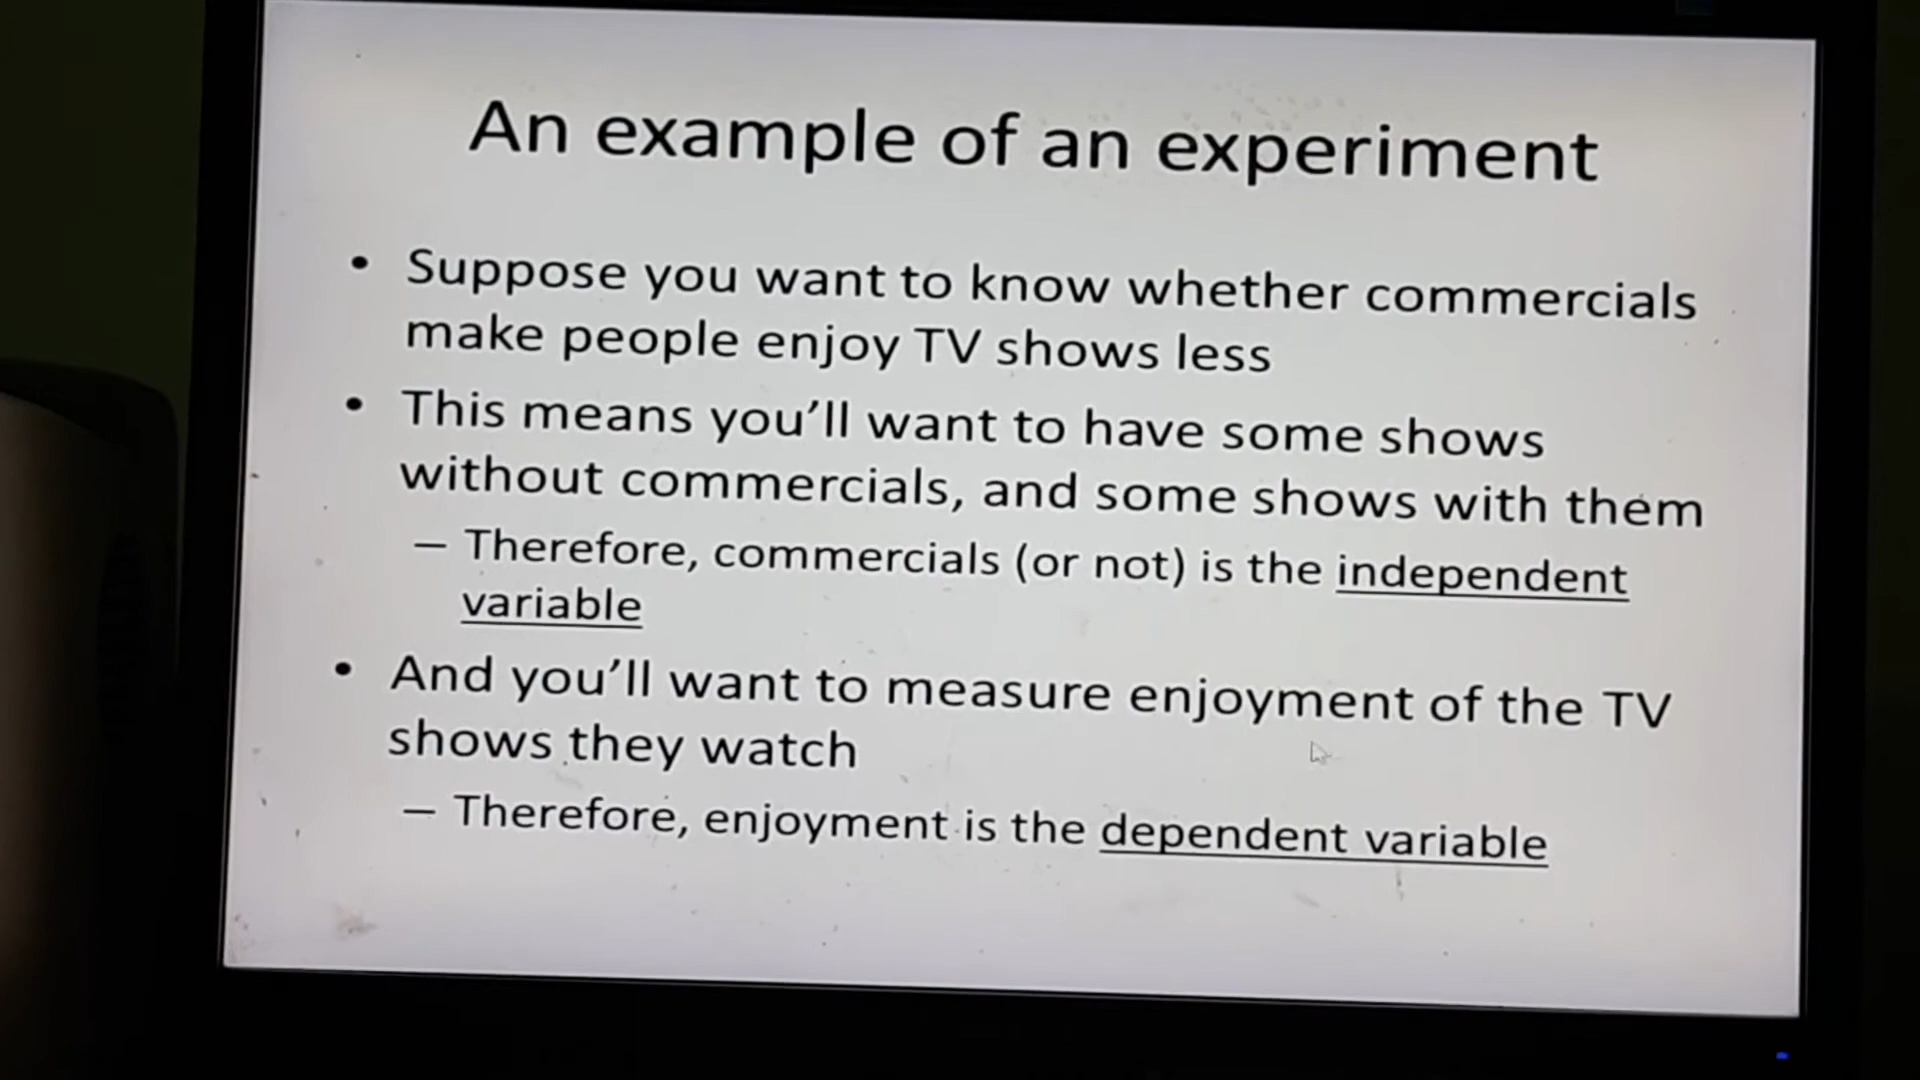 An example of an experiment
• Suppose you want to know whether commercials
make people enjoy TV shows less
• This means you’ll want to have some shows
without commercials, and some shows with them
– Therefore, commercials (or not) is the independent
variable
• And you’ll want to measure enjoyment of the TV
shows they watch
– Therefore, enjoyment is the dependent variable